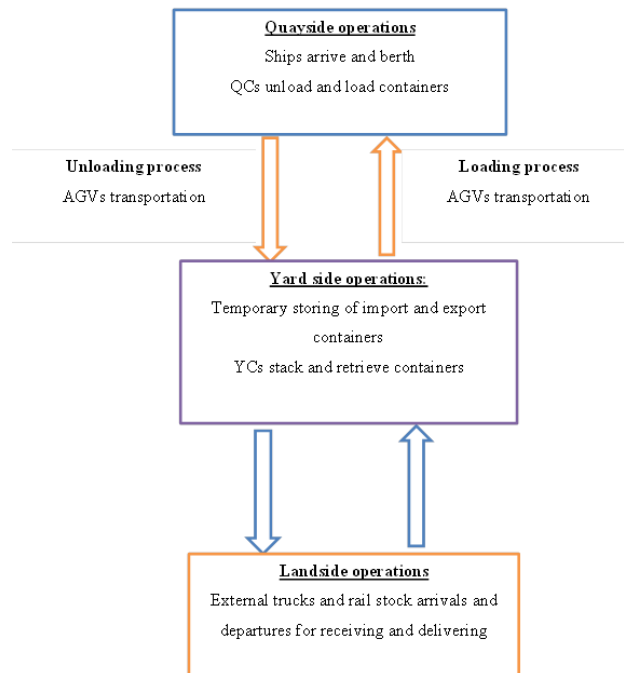 Quayside operations
Ships arrive and berth
QCs unload and load containers
Unloading process
AGVs transportation
Loading process
AGVs transportation
Yard side operations:
Temporary storing of import and export
containers
YCs stack and retrieve containers
Landside operations
External trucks and rail stock arrivals and
departures for receiving and delivering